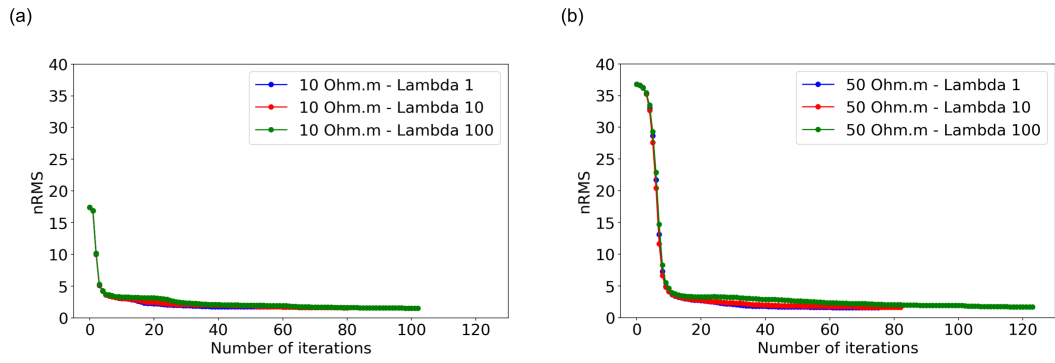 (a)
(b)
40
35
30
25
20
15
10
5
0
nRMS
10 Ohm.m - Lambda 1
10 Ohm.m - Lambda 10
10 Ohm.m - Lambda 100
0 20 40 60 80 100 120
Number of iterations
40
35
30
25
20
15
10
5
0
nRMS
50 Ohm.m - Lambda 1
50 Ohm.m - Lambda 10
50 Ohm.m - Lambda 100
0 20 40 60 80 100 120
Number of iterations